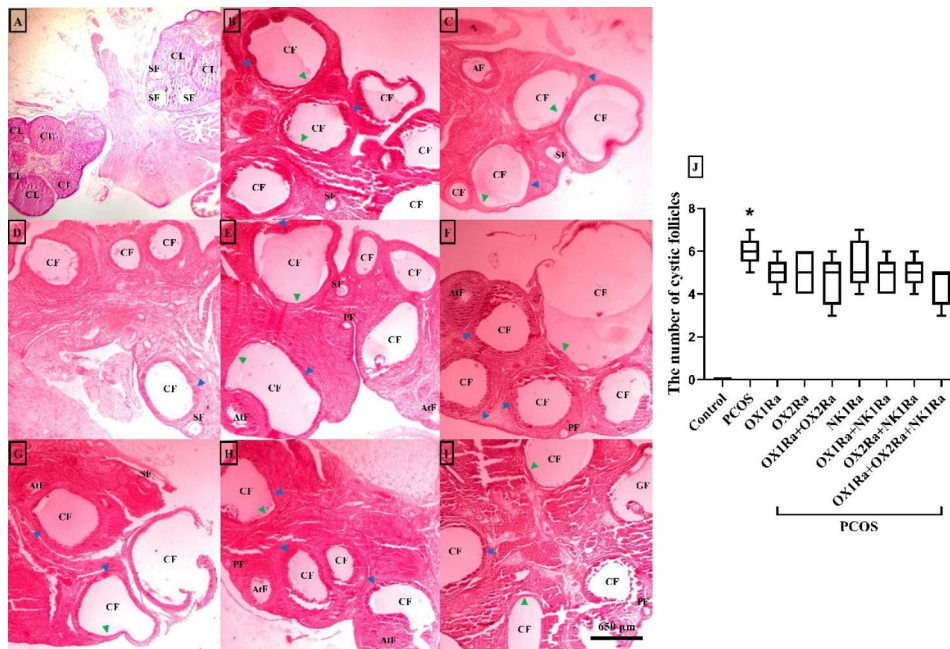 A
CL
CL
SF
SF
SF
CL
CL
CL
CL
CL
B
CF
CF
CF
CF
CF
SF
CF
C
AF
CF
CF
SF
CF
CF
D
CF
CF
CF
CF
SF
E
CF
CF
CF
SF
PF
CF
CF
AtF
AtF
F
CF
AtF
CF
CF
CF
CF
PF
G
SF
AtF
CF
CF
CF
H
CF
PF
CF
CF
AtF
CF
AtF
I
CF
GF
CF
CF
PF
CF
650 μm
J
The number of cystic follicles
8
6
4
2
0
*
Control
PCOS
OX1Ra
OX2Ra
OX1Ra+OX2Ra
NK1Ra
OX1Ra+NK1Ra
OX2Ra+NK1Ra
OX1Ra+OX2Ra+NK1Ra
PCOS